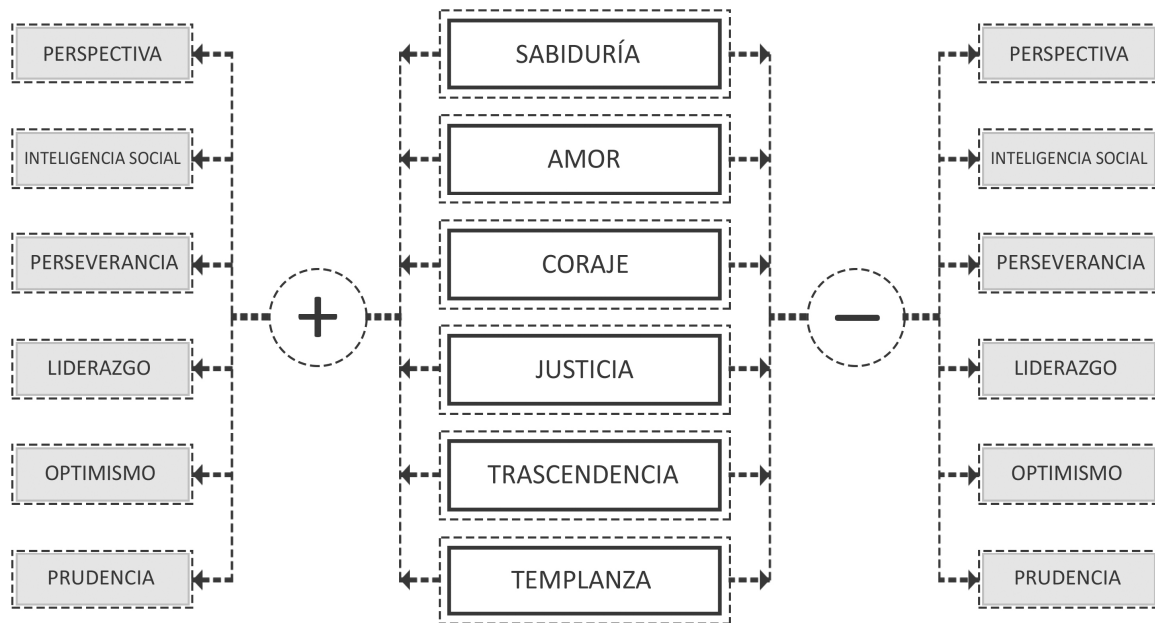 PERSPECTIVA
SABIDURÍA
PERSPECTIVA
INTELIGENCIA SOCIAL
AMOR
INTELIGENCIA SOCIAL
PERSEVERANCIA
CORAJE
PERSEVERANCIA
+
−
LIDERAZGO
JUSTICIA
LIDERAZGO
OPTIMISMO
TRASCENDENCIA
OPTIMISMO
PRUDENCIA
TEMPLANZA
PRUDENCIA